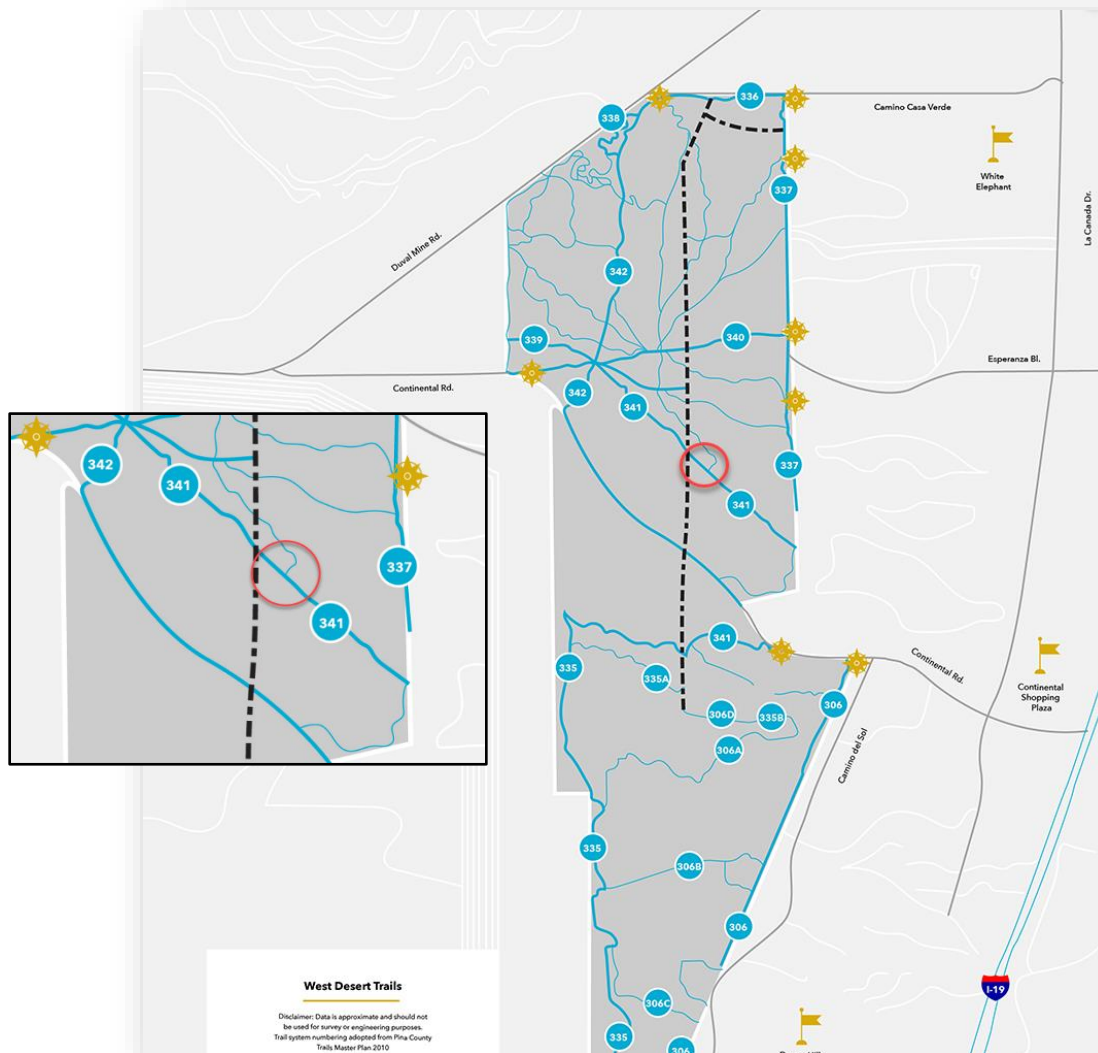 336
Camino Casa Verde
338
White
Elephant
337
La Canada Dr.
Duval Mine Rd.
342
339
340
Esperanza Bl.
Continental Rd.
342
341
337
341
342
341
337
341
341
335
335A
Continental Rd.
Continental
Shopping
Plaza
306
306D
335B
306A
Camino del Sol
335
306B
306
West Desert Trails
I-19
306C
Disclaimer: Data is approximate and should not
be used for survey or engineering purposes.
Trail system numbering adopted from Pina County
Trails Master Plan 2010
335
306